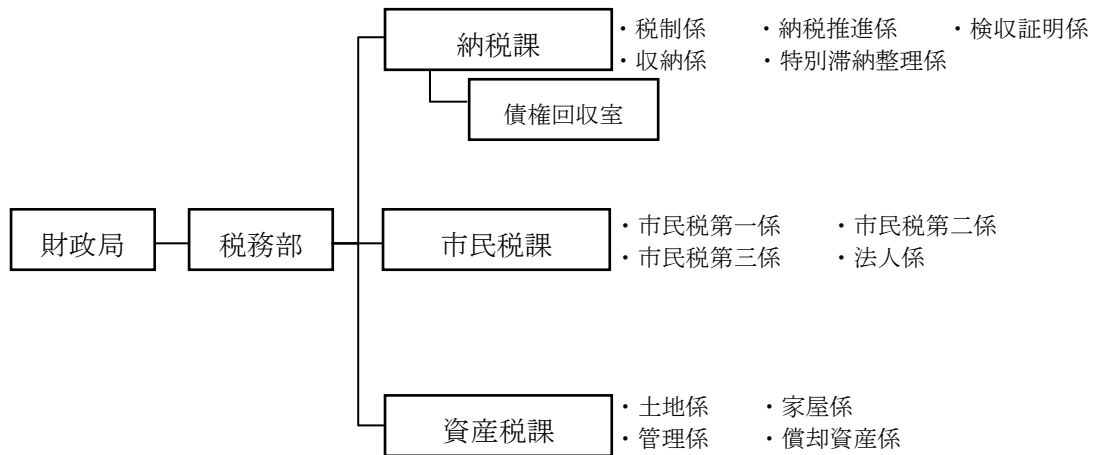 納税課
・税制係 ・納税推進係 ・検収証明係
・収納係 ・特別滞納整理係
債権回収室
財政局
税務部
市民税課
・市民税第一係 ・市民税第二係
・市民税第三係 ・法人係
資産税課
・土地係 ・家屋係
・管理係 ・償却資産係